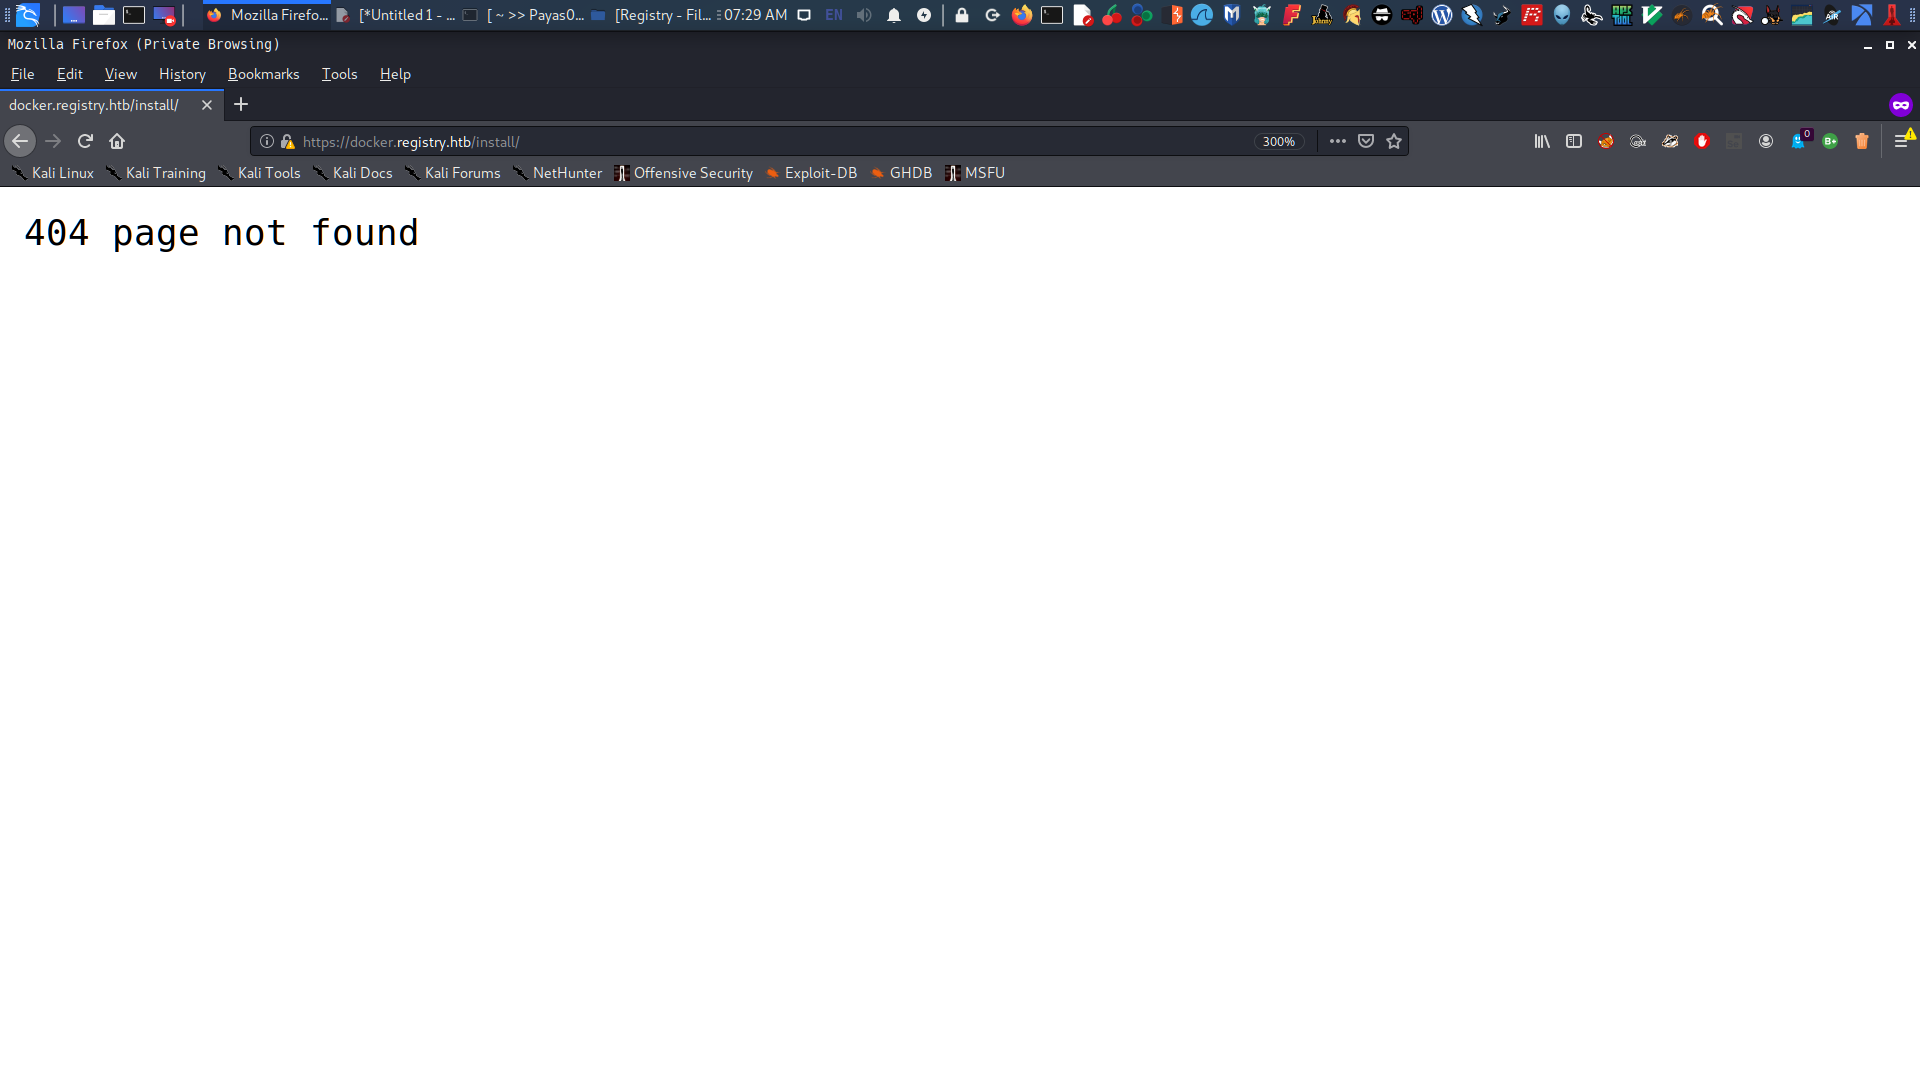 Mozilla Firefo... [*Untitled 1 - ... [ ~ >> Payas0... [Registry - Fil... 07:29 AM EN
Mozilla Firefox (Private Browsing)
File Edit View History Bookmarks Tools Help
docker.registry.htb/install/
https://docker.registry.htb/install/ 300% 0 B+
Kali Linux Kali Training Kali Tools Kali Docs Kali Forums NetHunter Offensive Security Exploit-DB GHDB MSFU
404 page not found